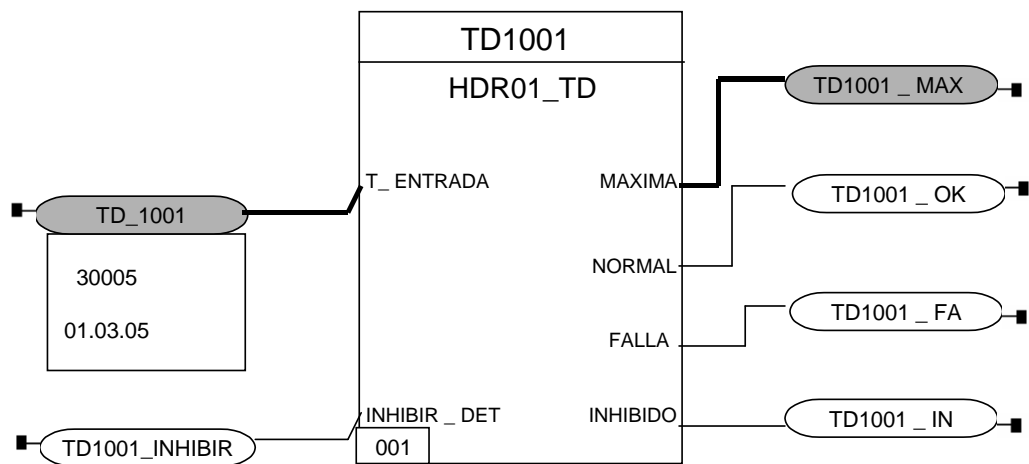 TD1001
HDR01_TD
TD1001 _ MAX
T_ ENTRADA
MAXIMA
TD_1001
TD1001 _ OK
30005
01.03.05
NORMAL
FALLA
TD1001 _ FA
INHIBIR _ DET
INHIBIDO
TD1001 _ IN
TD1001_INHIBIR
001